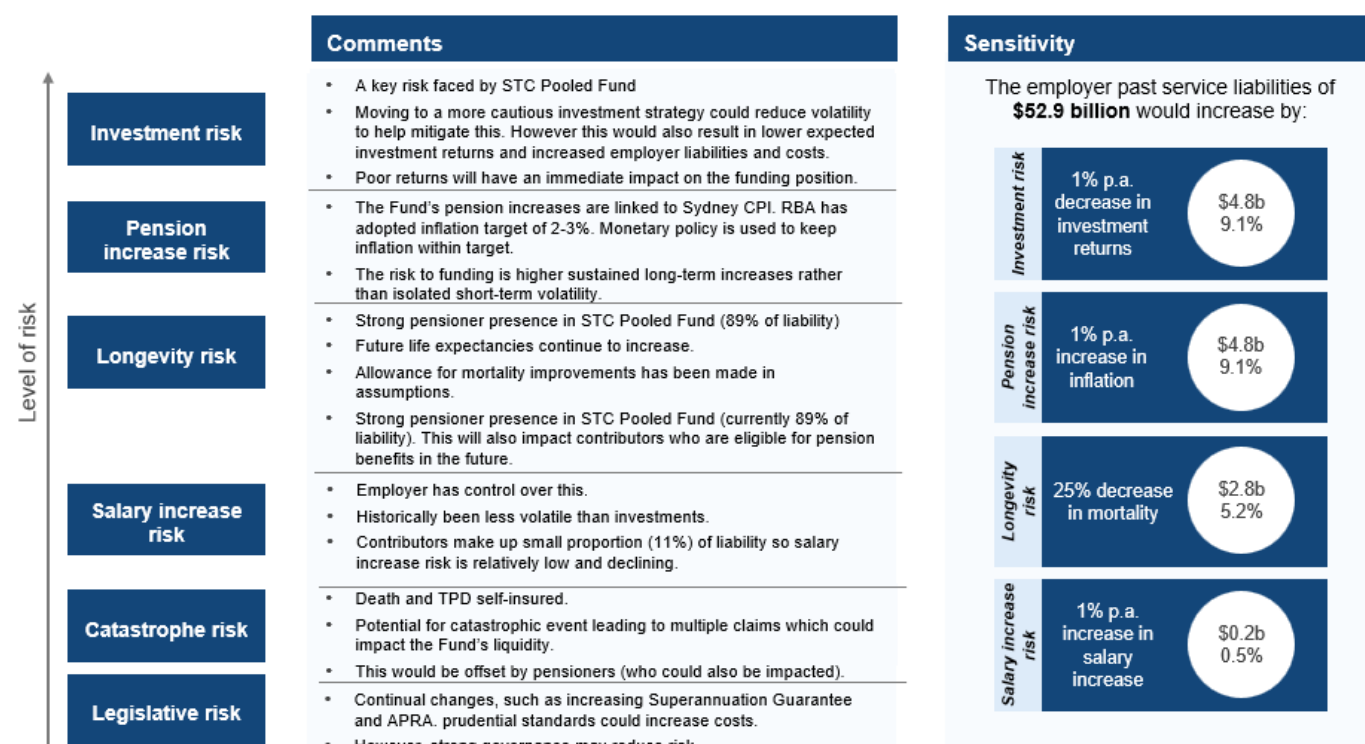 Comments
Sensitivity
Level of risk
Investment risk
• A key risk faced by STC Pooled Fund
• Moving to a more cautious investment strategy could reduce volatility
to help mitigate this. However this would also result in lower expected
investment returns and increased employer liabilities and costs.
• Poor returns will have an immediate impact on the funding position.
Pension
increase risk
• The Fund's pension increases are linked to Sydney CPI. RBA has
adopted inflation target of 2-3%. Monetary policy is used to keep
inflation within target.
• The risk to funding is higher sustained long-term increases rather
than isolated short-term volatility.
Longevity risk
• Strong pensioner presence in STC Pooled Fund (89% of liability)
• Future life expectancies continue to increase.
• Allowance for mortality improvements has been made in
assumptions.
• Strong pensioner presence in STC Pooled Fund (currently 89% of
liability). This will also impact contributors who are eligible for pension
benefits in the future.
Salary increase
risk
• Employer has control over this.
• Historically been less volatile than investments.
• Contributors make up small proportion (11%) of liability so salary
increase risk is relatively low and declining.
Catastrophe risk
• Death and TPD self-insured.
• Potential for catastrophic event leading to multiple claims which could
impact the Fund's liquidity.
• This would be offset by pensioners (who could also be impacted).
Legislative risk
• Continual changes, such as increasing Superannuation Guarantee
and APRA. prudential standards could increase costs.
• However, strong governance may reduce risk
The employer past service liabilities of
$52.9 billion would increase by:
Investment risk
1% p.a.
decrease in
investment
returns
$4.8b
9.1%
Pension
increase risk
1% p.a.
increase in
inflation
$4.8b
9.1%
Longevity
risk
25% decrease
in mortality
$2.8b
5.2%
Salary increase
risk
1% p.a.
increase in
salary
increase
$0.2b
0.5%